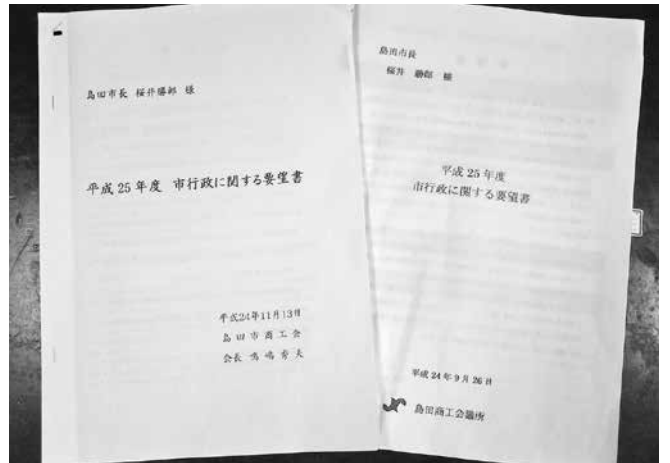 島田市長 桜井勝郎 様
平成25年度 市行政に関する要望書
平成24年11月13日
島田市商工会
会長
島田市長
桜井 勝郎 様
平成25年度
市行政に関する要望書
平成24年9月26日
島田商工会議所